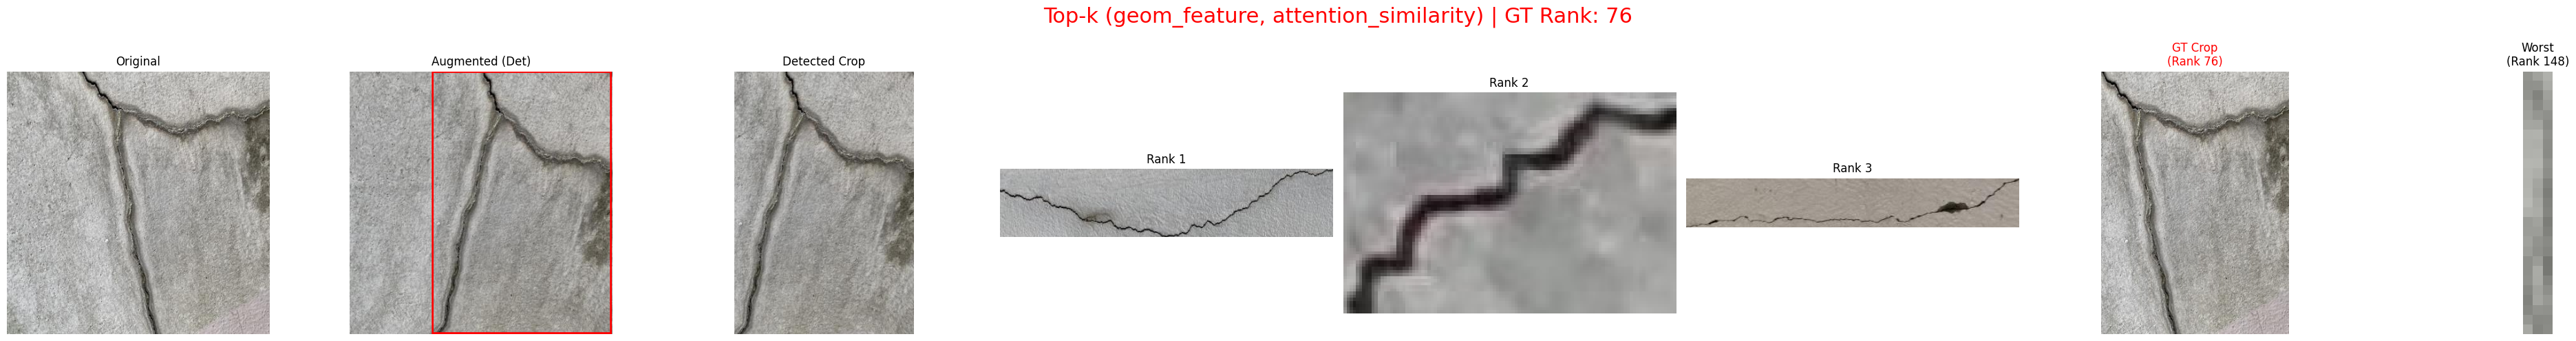 Top-k (geom_feature, attention_similarity) | GT Rank: 76
Original
Augmented (Det)
Detected Crop
Rank 1
Rank 2
Rank 3
GT Crop
(Rank 76)
Worst
(Rank 148)